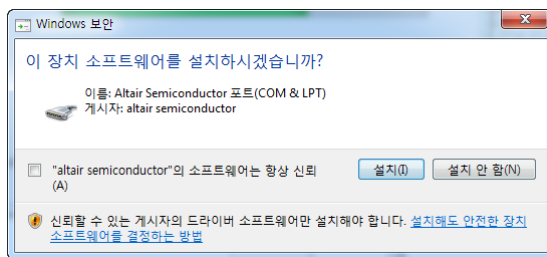 Windows 보안
이 장치 소프트웨어를 설치하시겠습니까?
이름: Altair Semiconductor 포트(COM & LPT)
게시자: altair semiconductor
"altair semiconductor"의 소프트웨어는 항상 신뢰
(A)
설치(I)
설치 안 함(N)
신뢰할 수 있는 게시자의 드라이버 소프트웨어만 설치해야 합니다. 설치해도 안전한 장치
소프트웨어를 결정하는 방법